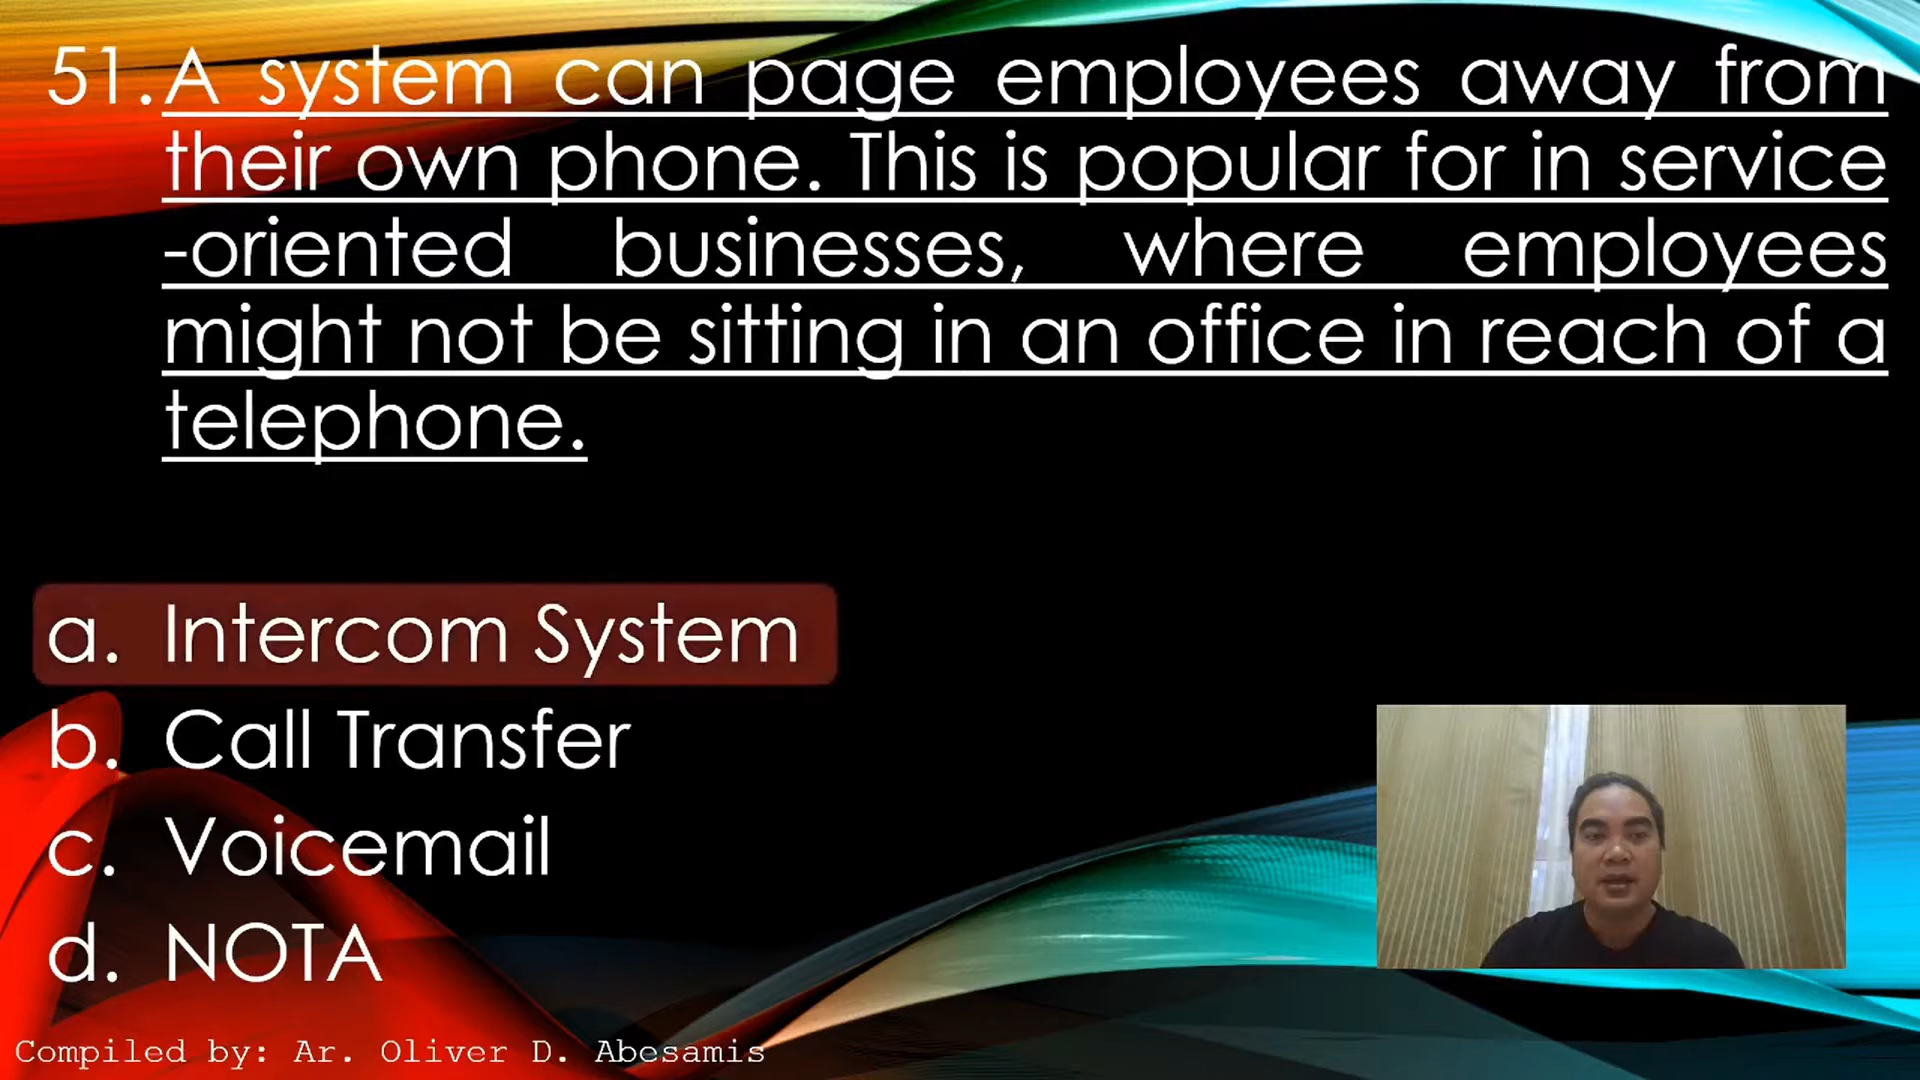 51. A system can page employees away from
their own phone. This is popular for in service
-oriented businesses, where employees
might not be sitting in an office in reach of a
telephone.
a. Intercom System
b. Call Transfer
c. Voicemail
d. NOTA
Compiled by: Ar. Oliver D. Abesamis